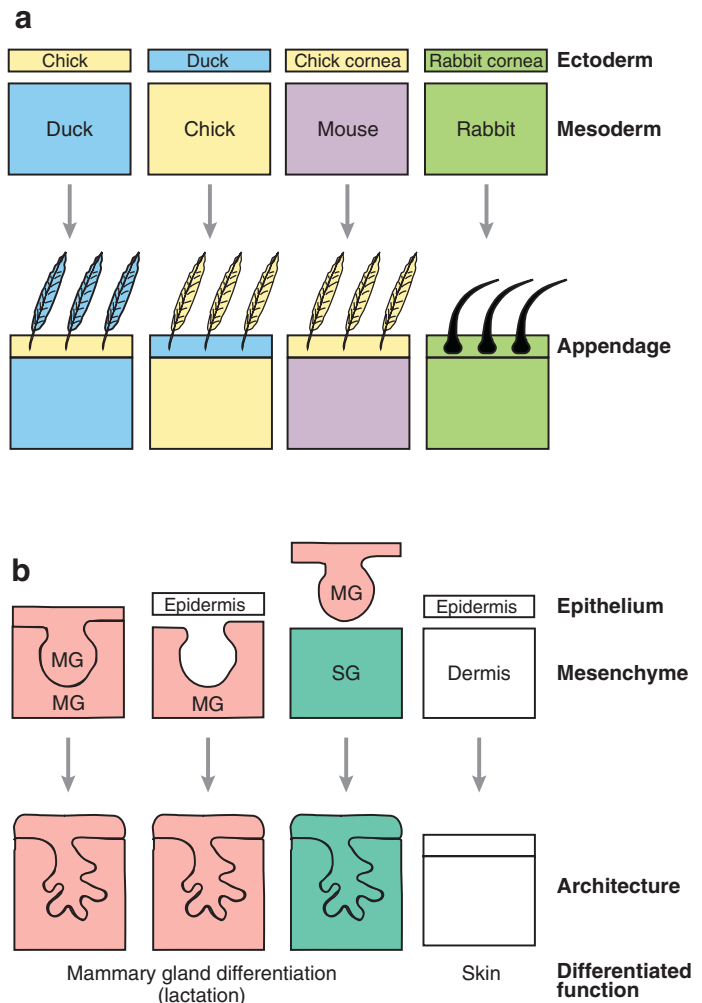 a
Chick Duck Chick cornea Rabbit cornea Ectoderm
Duck Chick Mouse Rabbit Mesoderm
Appendage
b
MG
Epidermis Epidermis Epithelium
MG SG Dermis Mesenchyme
MG MG
Architecture
Mammary gland differentiation Skin Differentiated
(lactation) function